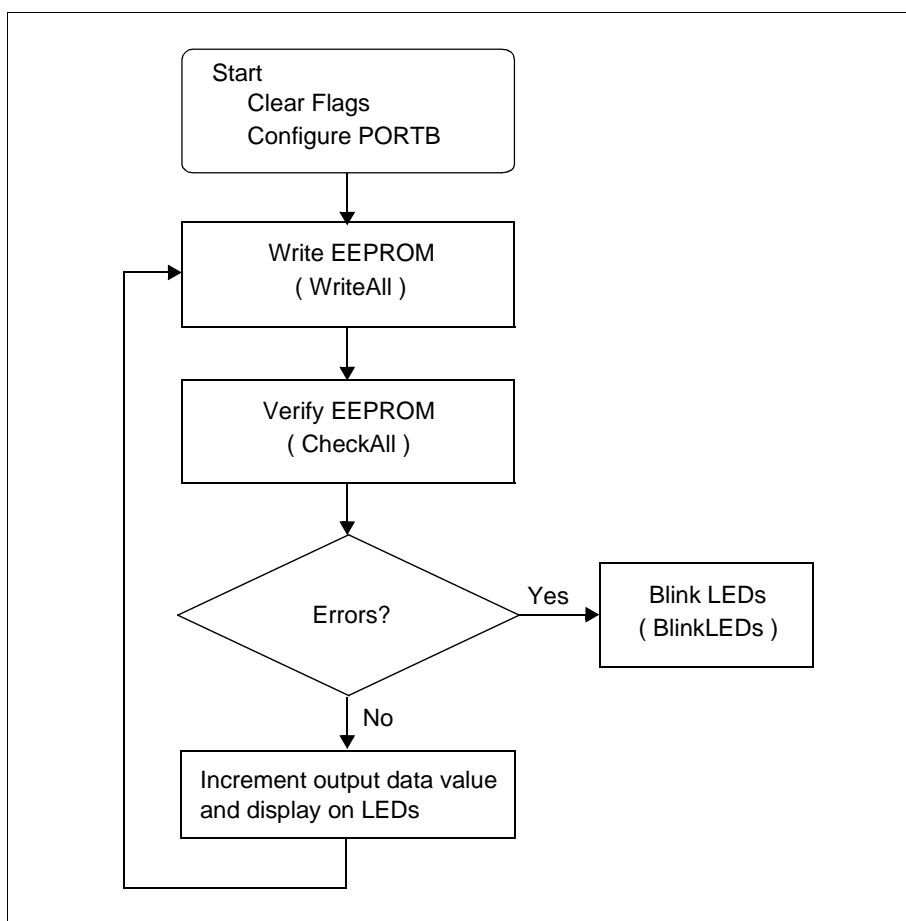 Start
Clear Flags
Configure PORTB
Write EEPROM
( WriteAll )
Verify EEPROM
( CheckAll )
Errors?
Yes
Blink LEDs
( BlinkLEDs )
No
Increment output data value
and display on LEDs